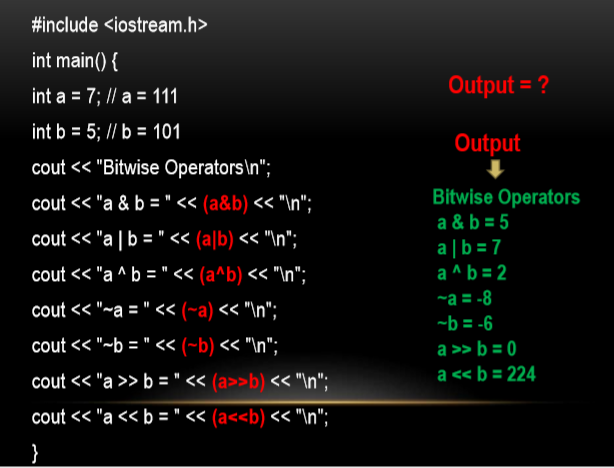 #include <iostream.h>
int main() {
int a = 7; // a = 111
int b = 5; // b = 101
cout << "Bitwise Operators\n";
cout << "a & b = " << (a&b) << "\n";
cout << "a | b = " << (a|b) << "\n";
cout << "a ^ b = " << (a^b) << "\n";
cout << "~a = " << (~a) << "\n";
cout << "~b = " << (~b) << "\n";
cout << "a >> b = " << (a>>b) << "\n";
cout << "a << b = " << (a<<b) << "\n";
}
Output = ?
Output
Bitwise Operators
a & b = 5
a | b = 7
a ^ b = 2
~a = -8
~b = -6
a >> b = 0
a << b = 224